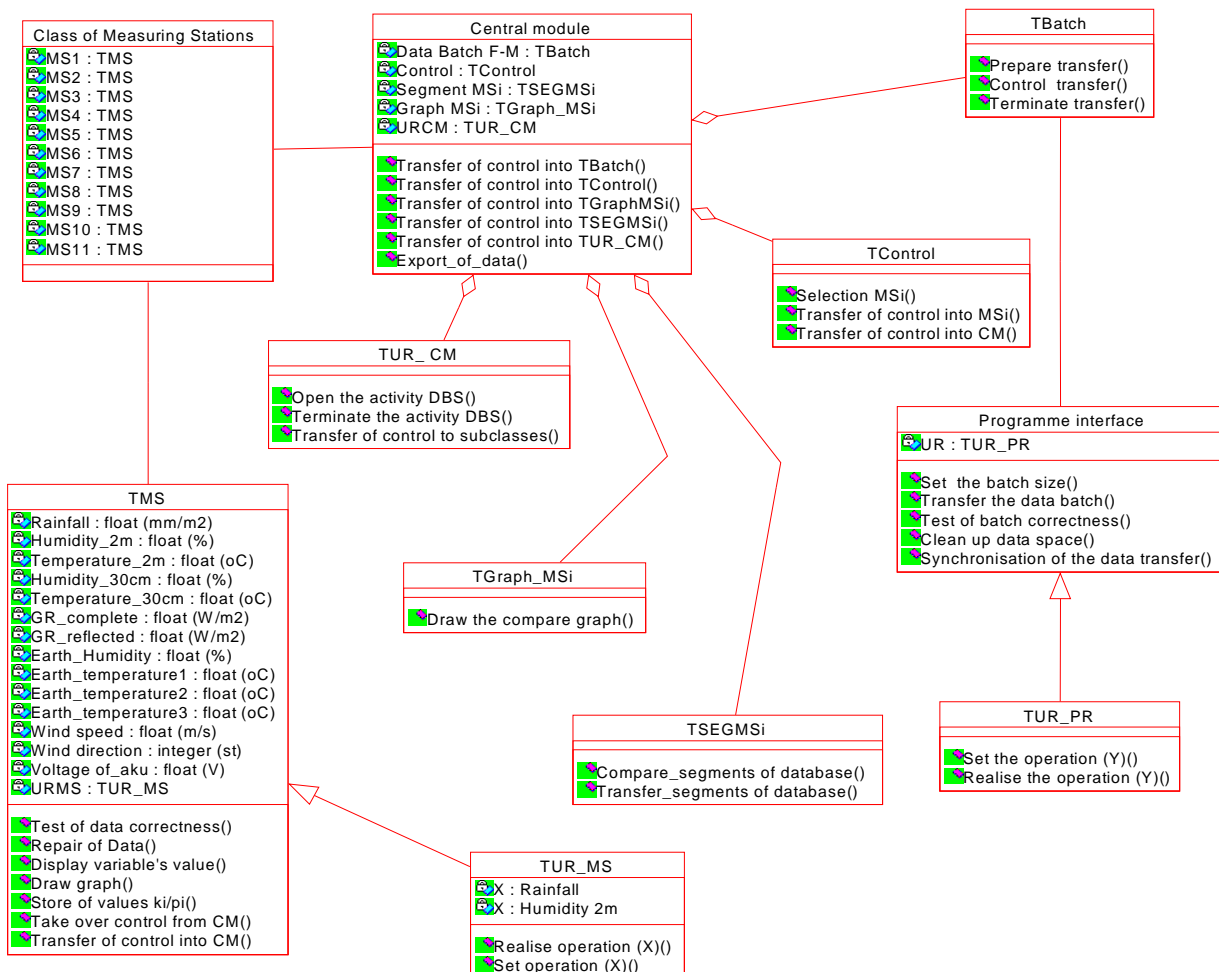 Class of Measuring Stations
MS1 : TMS
MS2 : TMS
MS3 : TMS
MS4 : TMS
MS5 : TMS
MS6 : TMS
MS7 : TMS
MS8 : TMS
MS9 : TMS
MS10 : TMS
MS11 : TMS
Central module
Data Batch F-M : TBatch
Control : TControl
Segment MSi : TSEGMSi
Graph MSi : TGraph_MSi
URCM : TUR_CM
Transfer of control into TBatch()
Transfer of control into TControl()
Transfer of control into TGraphMSi()
Transfer of control into TSEGMSi()
Transfer of control into TUR_CM()
Export_of_data()
TBatch
Prepare transfer()
Control transfer()
Terminate transfer()
TControl
Selection MSi()
Transfer of control into MSi()
Transfer of control into CM()
TUR_ CM
Open the activity DBS()
Terminate the activity DBS()
Transfer of control to subclasses()
Programme interface
UR : TUR_PR
Set the batch size()
Transfer the data batch()
Test of batch correctness()
Clean up data space()
Synchronisation of the data transfer()
TMS
Rainfall : float (mm/m2)
Humidity_2m : float (%)
Temperature_2m : float (oC)
Humidity_30cm : float (%)
Temperature_30cm : float (oC)
GR_complete : float (W/m2)
GR_reflected : float (W/m2)
Earth_Humidity : float (%)
Earth_temperature1 : float (oC)
Earth_temperature2 : float (oC)
Earth_temperature3 : float (oC)
Wind speed : float (m/s)
Wind direction : integer (st)
Voltage of_aku : float (V)
URMS : TUR_MS
Test of data correctness()
Repair of Data()
Display variable's value()
Draw graph()
Store of values ki/pi()
Take over control from CM()
Transfer of control into CM()
TGraph_MSi
Draw the compare graph()
TSEGMSi
Compare_segments of database()
Transfer_segments of database()
TUR_PR
Set the operation (Y)()
Realise the operation (Y)()
TUR_MS
X : Rainfall
X : Humidity 2m
Realise operation (X)()
Set operation (X)()